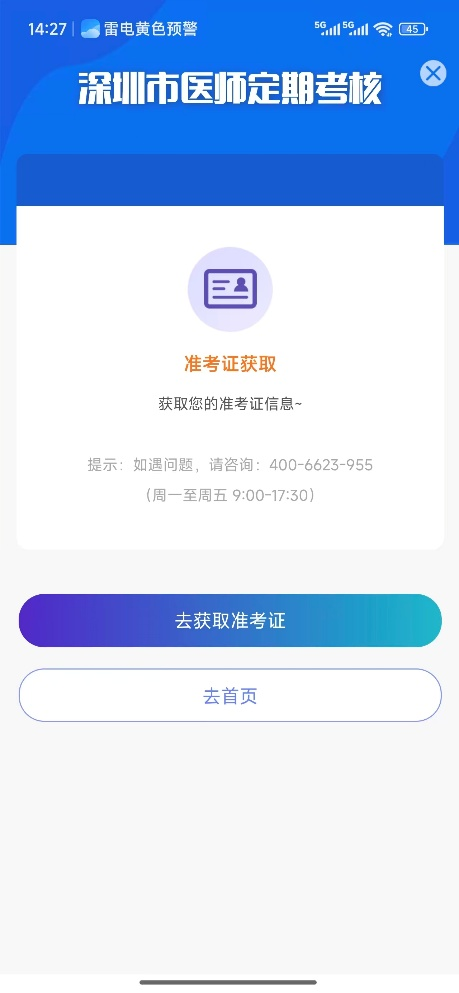 14:27 雷电黄色预警 5G 5G 45
深圳市医师定期考核
准考证获取
获取您的准考证信息~
提示：如遇问题，请咨询：400-6623-955
（周一至周五 9:00-17:30）
去获取准考证
去首页